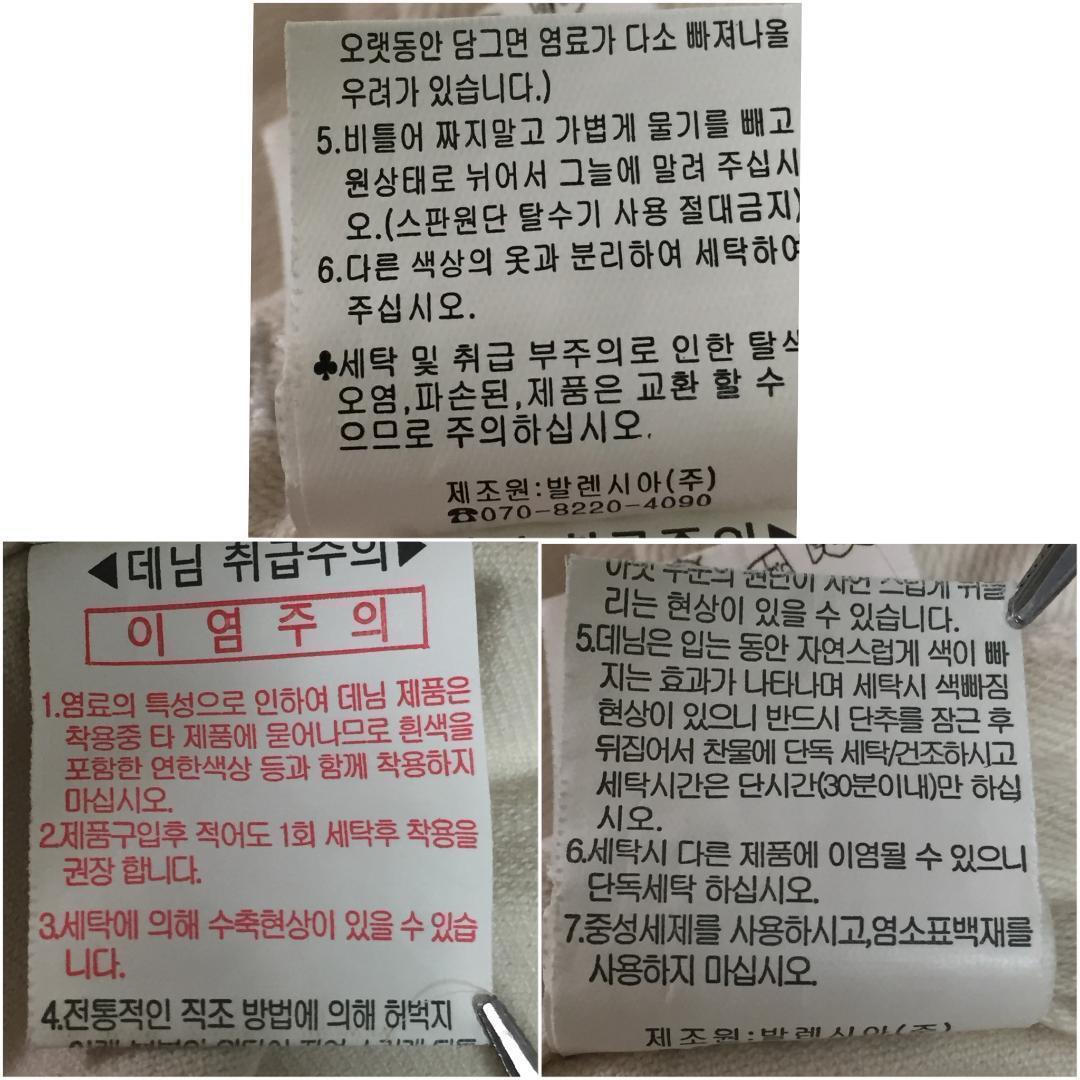 오랫동안 담그면 염료가 다소 빠져나올
우려가 있습니다.)
5.비틀어 짜지말고 가볍게 물기를 빼고
원상태로 뉘어서 그늘에 말려 주십시
오.(스판원단 탈수기 사용 절대금지)
6.다른 색상의 옷과 분리하여 세탁하여
주십시오.
♣세탁 및 취급 부주의로 인한 탈색
오염,파손된,제품은 교환 할 수
으므로 주의하십시오.
제조원:발렌시아(주)
☎070-8220-4090
◀데님 취급주의▶
이 염 주 의
1.염료의 특성으로 인하여 데님 제품은
착용중 타 제품에 묻어나므로 흰색을
포함한 연한색상 등과 함께 착용하지
마십시오.
2.제품구입후 적어도 1회 세탁후 착용을
권장 합니다.
3.세탁에 의해 수축현상이 있을 수 있습
니다.
4.전통적인 직조 방법에 의해 허벅지
리는 현상이 있을 수 있습니다.
5.데님은 입는 동안 자연스럽게 색이 빠
지는 효과가 나타나며 세탁시 색빠짐
현상이 있으니 반드시 단추를 잠근 후
뒤집어서 찬물에 단독 세탁/건조하시고
세탁시간은 단시간(30분이내)만 하십
시오.
6.세탁시 다른 제품에 이염될 수 있으니
단독세탁 하십시오.
7.중성세제를 사용하시고,염소표백재를
사용하지 마십시오.
제조원:발렌시아(주)